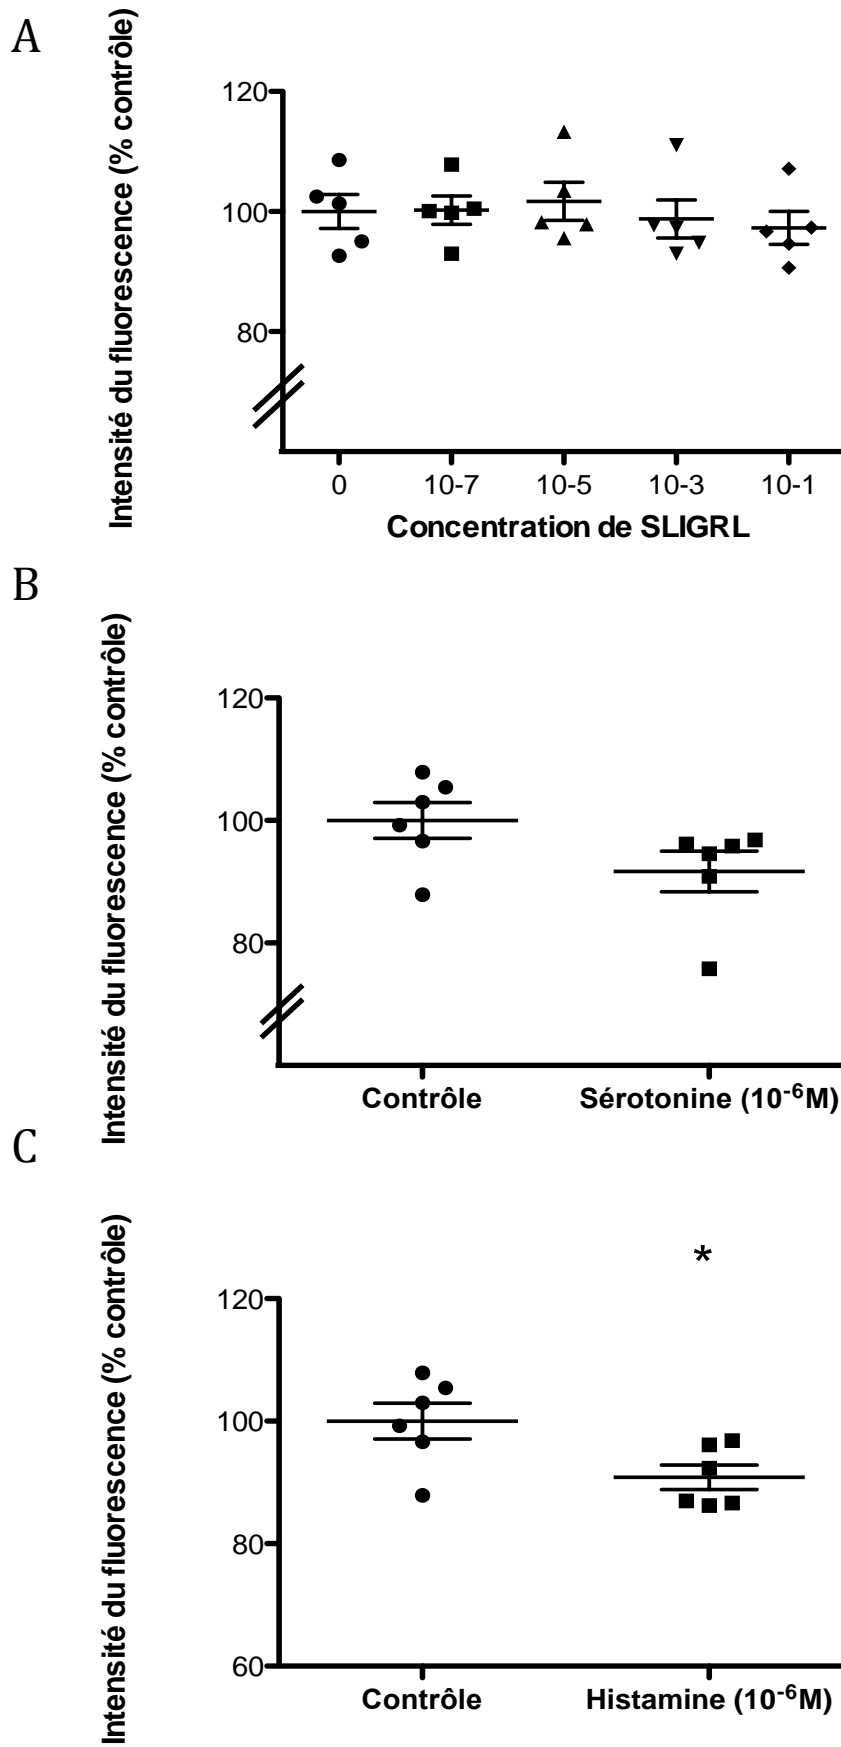 A
Intensité du fluorescence (% contrôle)
120
100
80
0 10-7 10-5 10-3 10-1
Concentration de SLIGRL
B
Intensité du fluorescence (% contrôle)
120
100
80
Contrôle Sérotonine (10⁻⁶M)
C
Intensité du fluorescence (% contrôle)
*
120
100
80
60
Contrôle Histamine (10⁻⁶M)